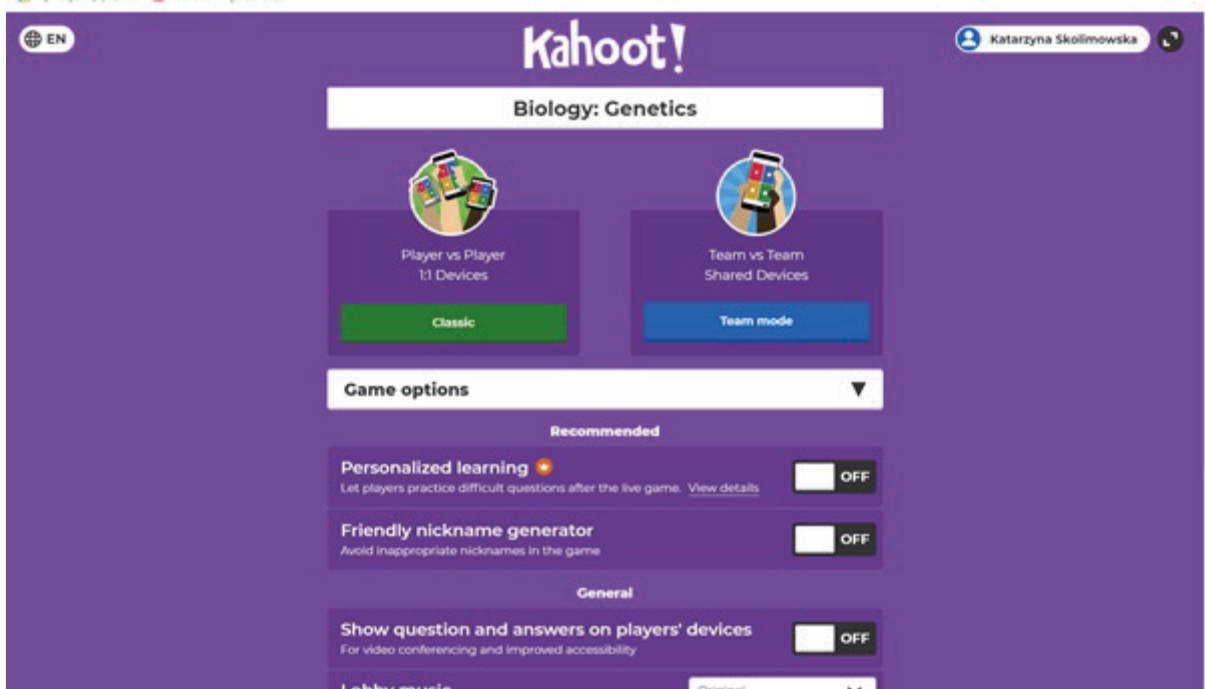 EN
Kahoot!
Katarzyna Skolimowska
Biology: Genetics
Player vs Player
1:1 Devices
Classic
Team vs Team
Shared Devices
Team mode
Game options
Recommended
Personalized learning
Let players practice difficult questions after the live game. View details
OFF
Friendly nickname generator
Avoid inappropriate nicknames in the game
OFF
General
Show question and answers on players' devices
For video conferencing and improved accessibility
OFF
Lobby music
Original